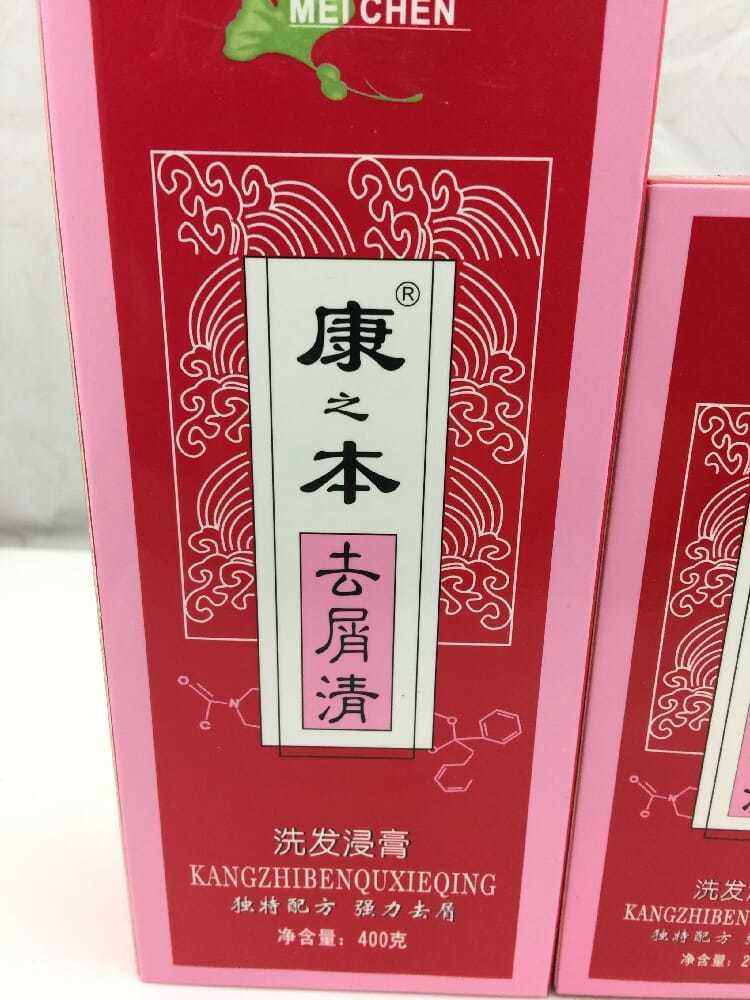 MEI CHEN
®
康之本
去屑清
洗发浸膏
KANGZHIBENQUXIEQING
独特配方 强力去屑
净含量：400克
洗发
KANGZHIBEN
独特配方
净含量：2